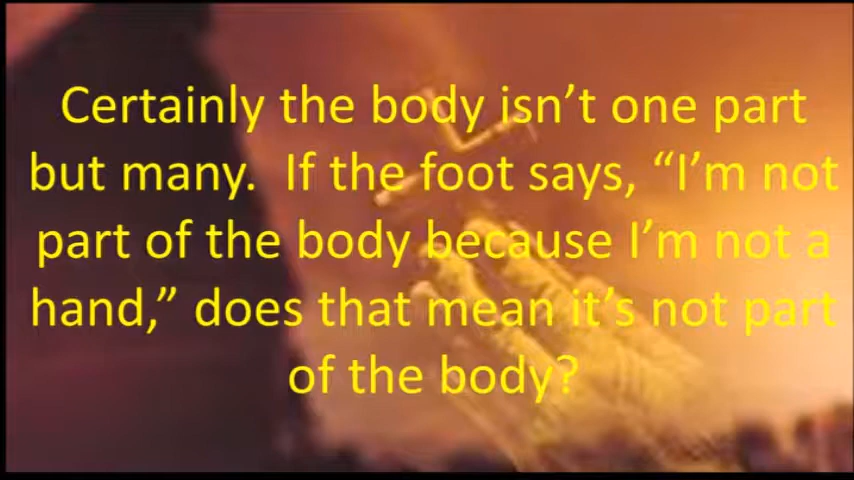 Certainly the body isn’t one part
but many.  If the foot says, “I’m not
part of the body because I’m not a
hand,” does that mean it’s not part
of the body?